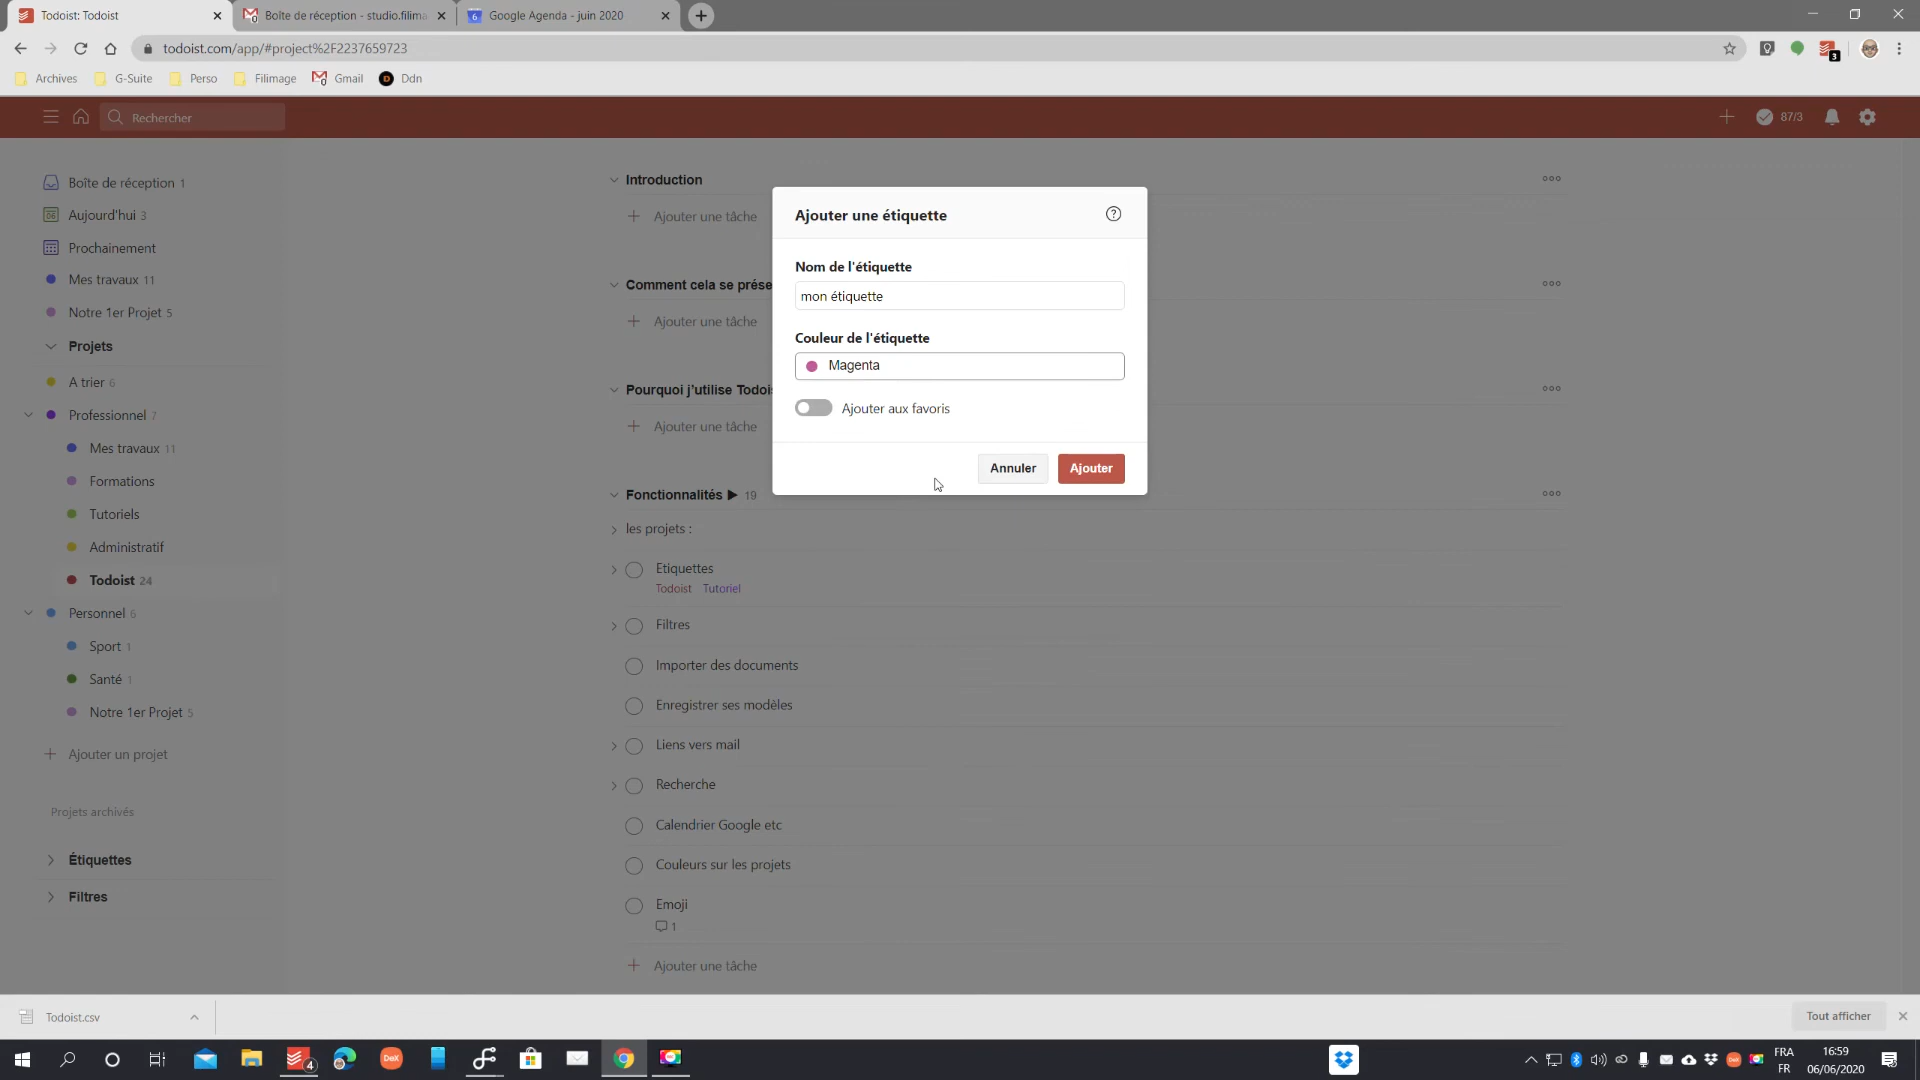 Todoist: Todoist
Boîte de réception - studo.filima
Google Agenda - juin 2020
todoist.com/app/#project%2F2237659723
3
Archives
G-Suite
Perso
Filimage
Gmail
Ddn
Rechercher
87/3
Boîte de réception 1
Aujourd'hui 3
Prochainement
Mes travaux 11
Notre 1er Projet 5
Projets
A trier 6
Professionnel 7
Mes travaux 11
Formations
Tutoriels
Administratif
Todoist 24
Personnel 6
Sport 1
Santé 1
Notre 1er Projet 5
Ajouter un projet
Projets archivés
Étiquettes
Filtres
Introduction
Ajouter une tâche
Comment cela se prése
Ajouter une tâche
Pourquoi j'utilise Todoi
Ajouter une tâche
Fonctionnalités ▶ 19
les projets :
Etiquettes
Todoist Tutoriel
Filtres
Importer des documents
Enregistrer ses modèles
Liens vers mail
Recherche
Calendrier Google etc
Couleurs sur les projets
Emoji
1
Ajouter une tâche
Ajouter une étiquette
Nom de l'étiquette
mon étiquette
Couleur de l'étiquette
Magenta
Ajouter aux favoris
Annuler
Ajouter
Todoist.csv
Tout afficher
4
DeX
FRA
FR
16:59
06/06/2020